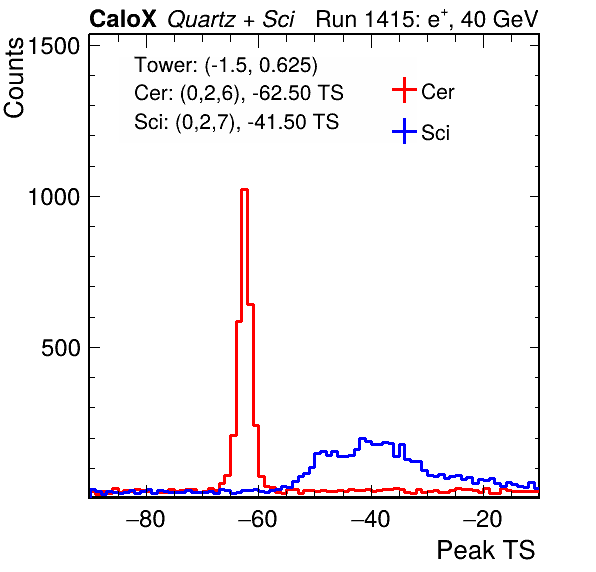 CaloX Quartz + Sci Run 1415: e⁺, 40 GeV
Counts
1500
1000
500
Tower: (-1.5, 0.625)
Cer: (0,2,6), -62.50 TS
Sci: (0,2,7), -41.50 TS
Cer
Sci
−80 −60 −40 −20
Peak TS